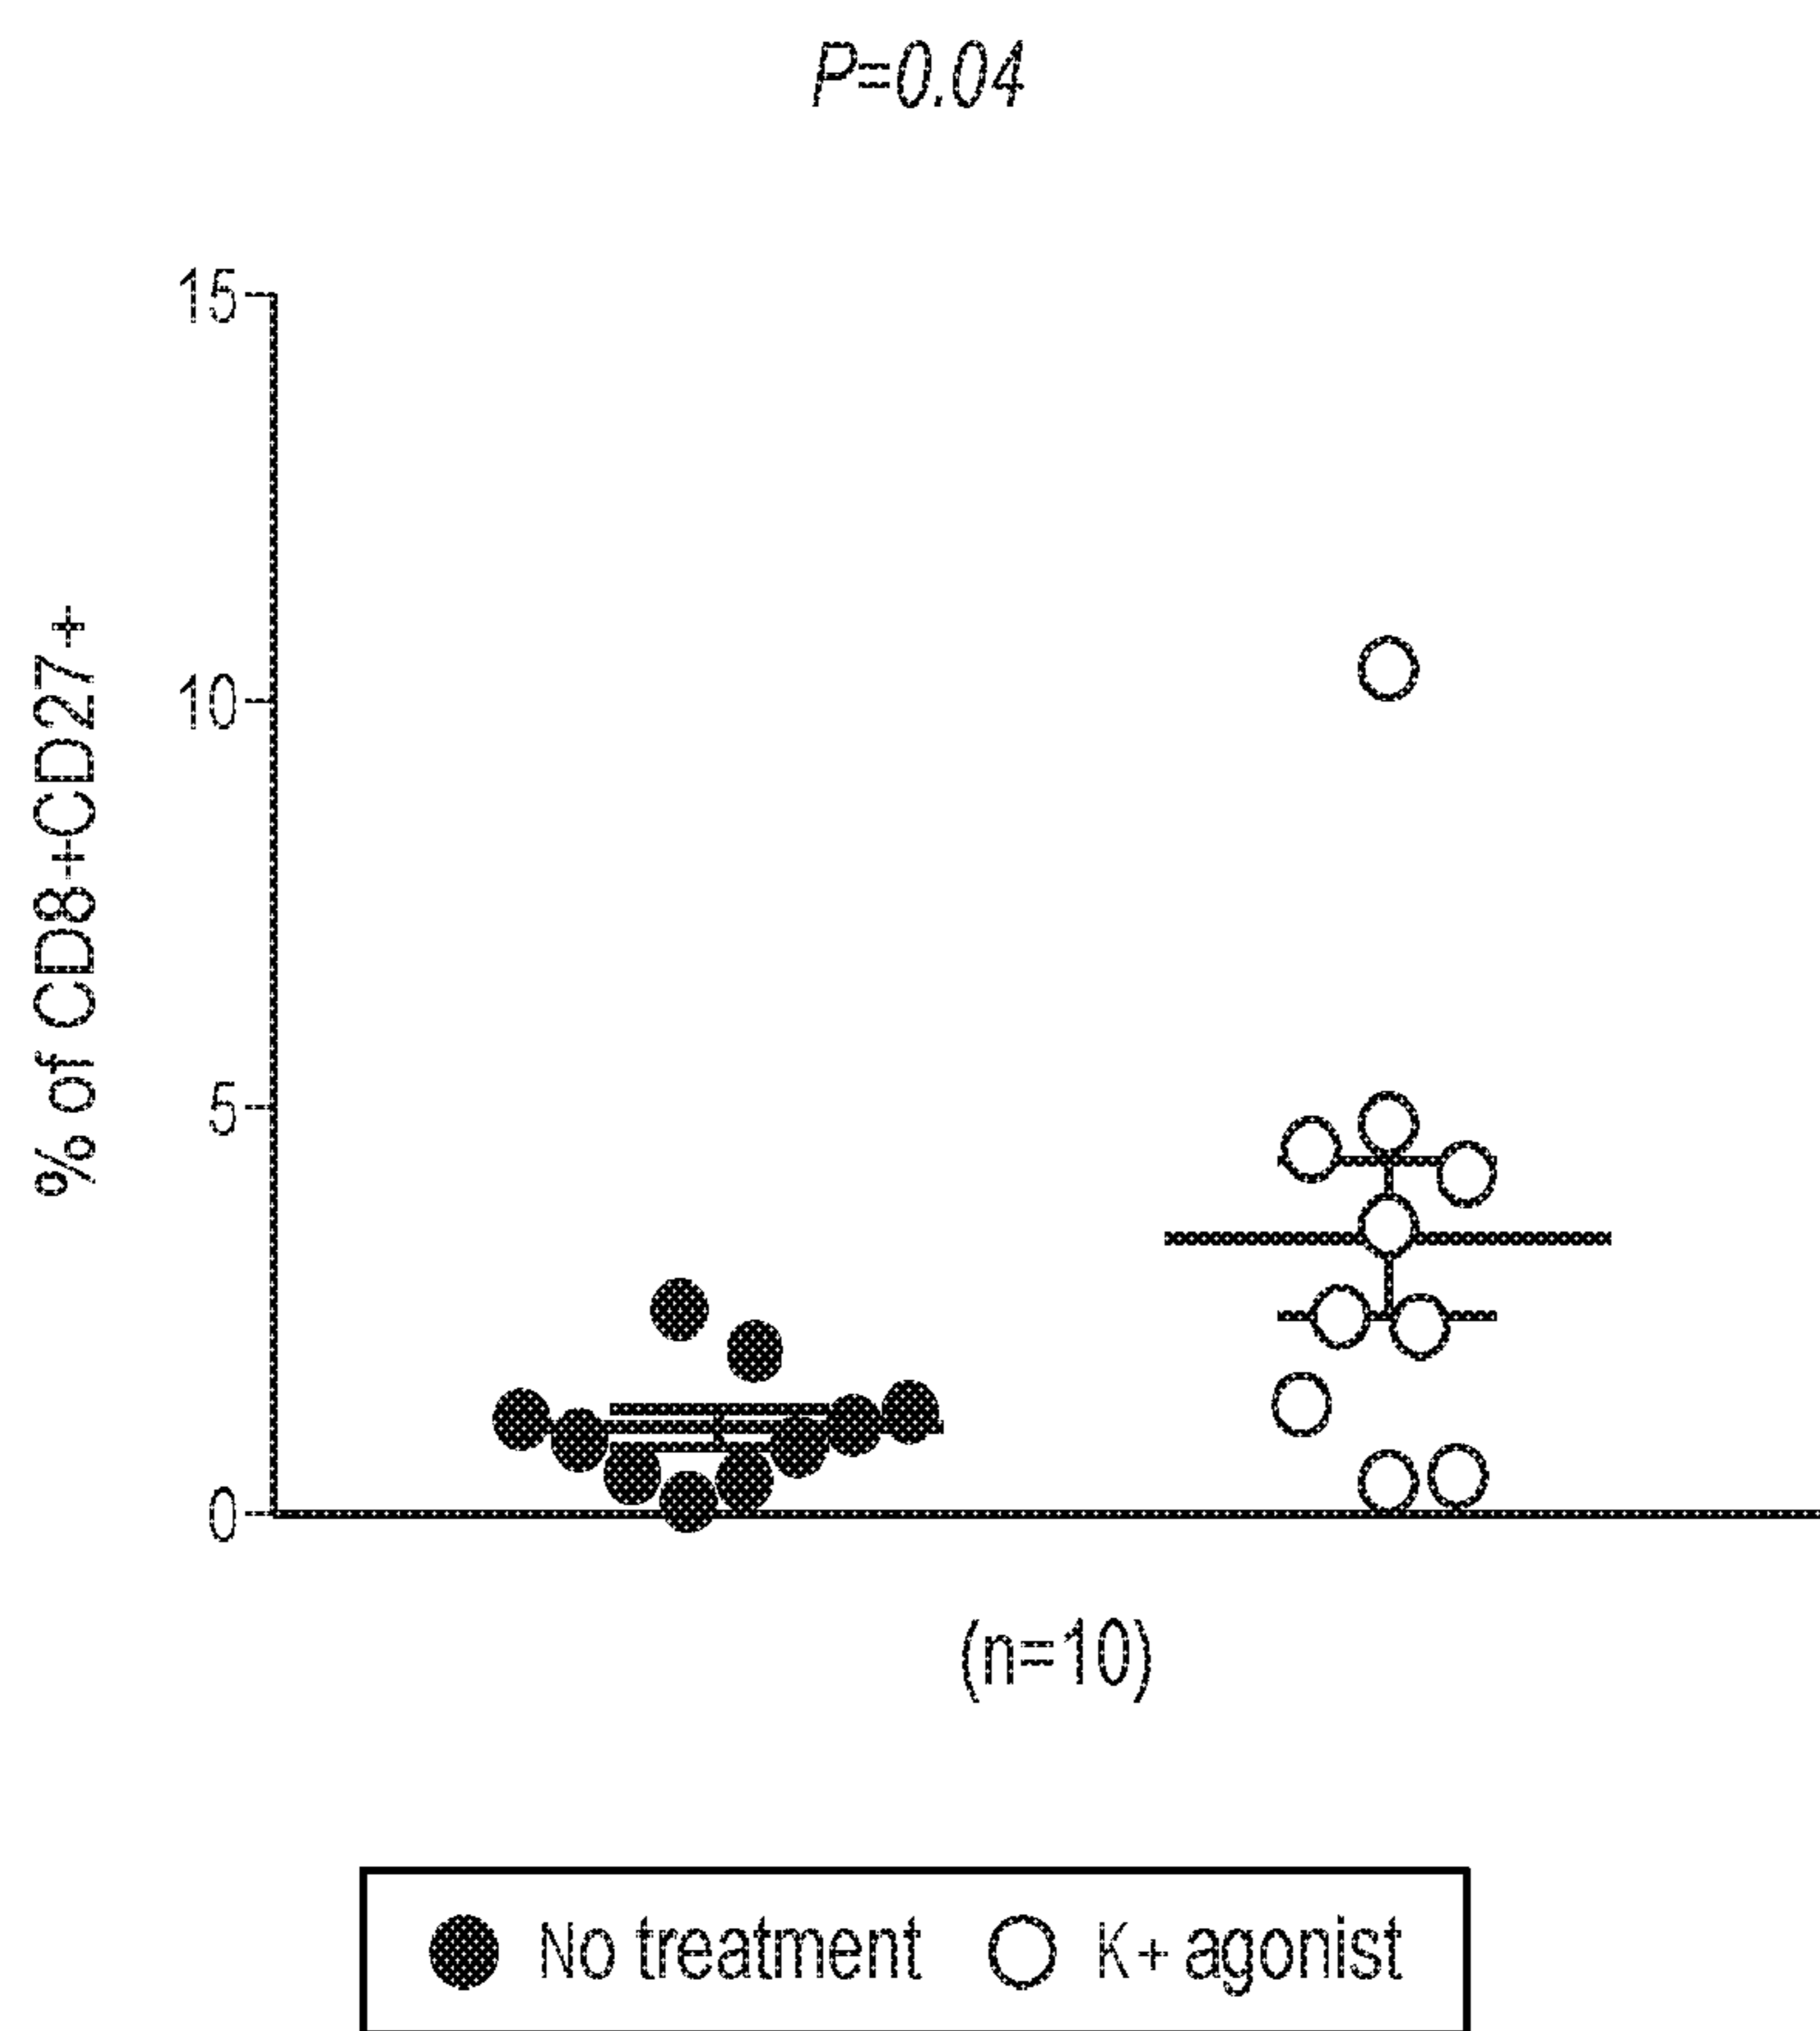 P=0.04
15
10
5
0
% of CD8+CD27+
(n=10)
No treatment
K+ agonist